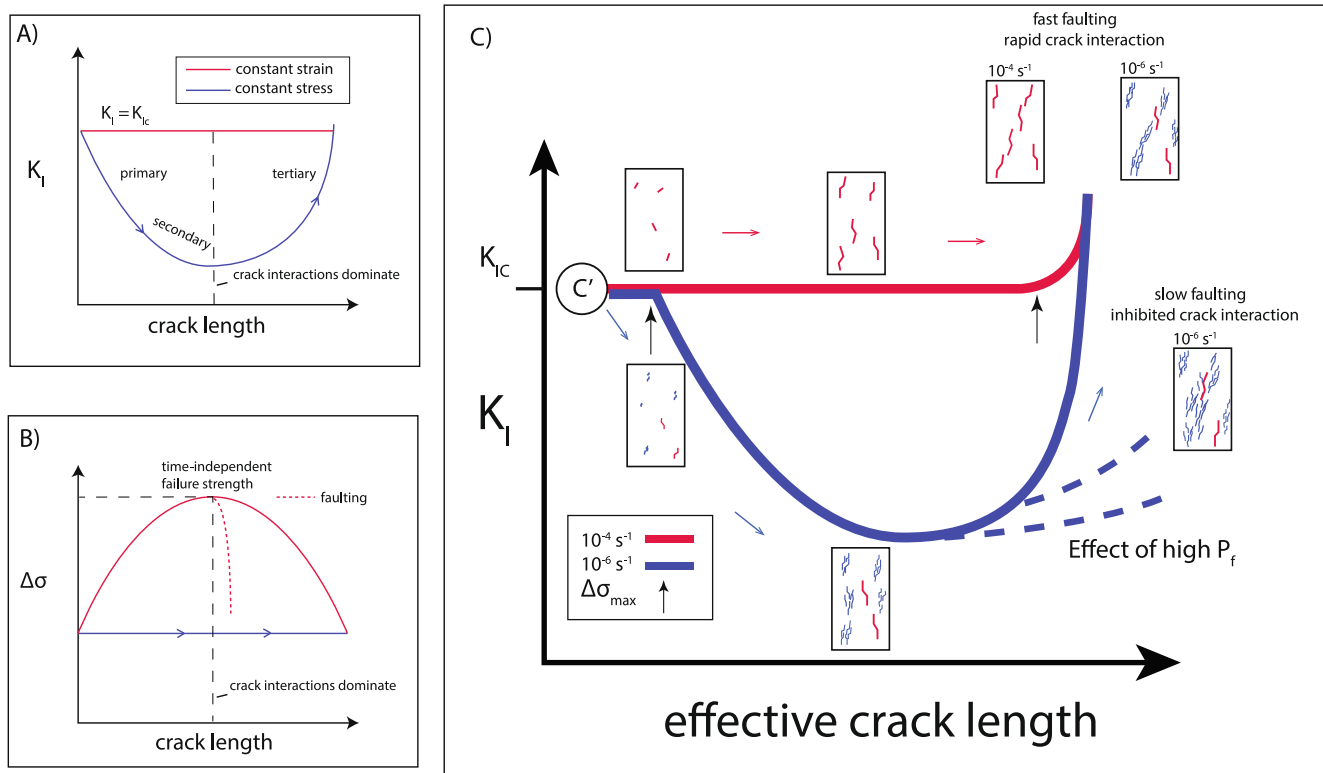 A)
constant strain
constant stress
K_I = K_Ic
K_I
primary
tertiary
secondary
crack interactions dominate
crack length
B)
time-independent
failure strength
faulting
Δσ
crack interactions dominate
crack length
C)
fast faulting
rapid crack interaction
10⁻⁴ s⁻¹
10⁻⁶ s⁻¹
K_IC
C'
slow faulting
inhibited crack interaction
10⁻⁶ s⁻¹
K_I
10⁻⁴ s⁻¹
10⁻⁶ s⁻¹
Δσ_max
Effect of high P_f
effective crack length